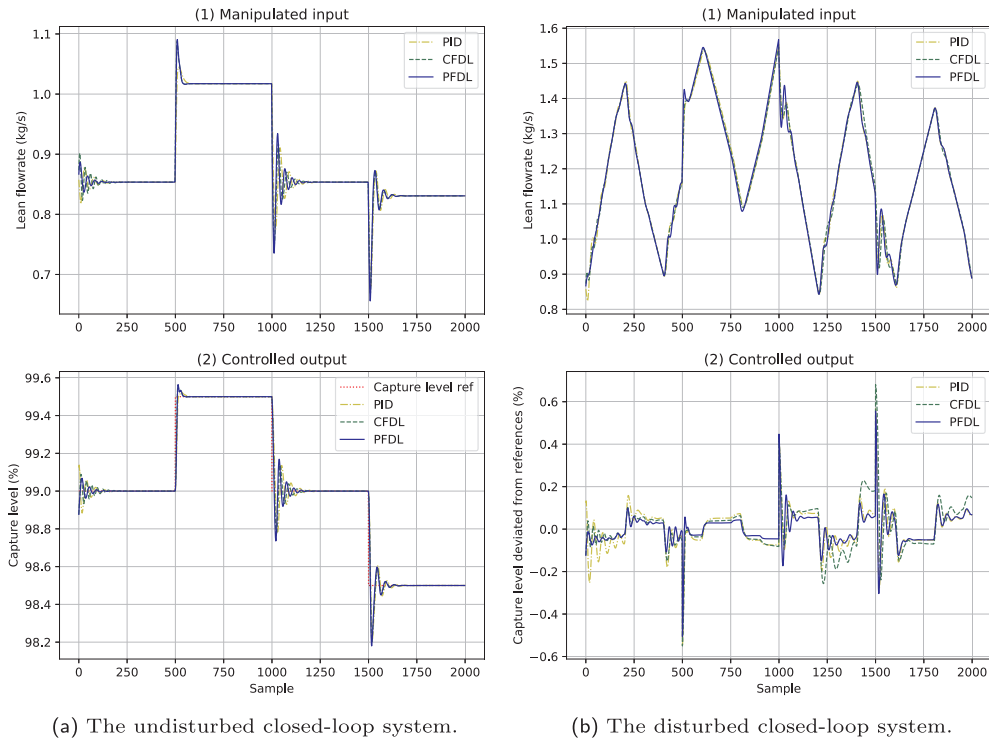 (1) Manipulated input
1.1
1.0
0.9
0.8
0.7
Lean flowrate (kg/s)
PID
CFDL
PFDL
0 250 500 750 1000 1250 1500 1750 2000
(2) Controlled output
99.6
99.4
99.2
99.0
98.8
98.6
98.4
98.2
Capture level (%)
Capture level ref
PID
CFDL
PFDL
0 250 500 750 1000 1250 1500 1750 2000
Sample
(a) The undisturbed closed-loop system.
(1) Manipulated input
1.6
1.5
1.4
1.3
1.2
1.1
1.0
0.9
0.8
Lean flowrate (kg/s)
PID
CFDL
PFDL
0 250 500 750 1000 1250 1500 1750 2000
(2) Controlled output
0.6
0.4
0.2
0.0
−0.2
−0.4
−0.6
Capture level deviated from references (%)
PID
CFDL
PFDL
0 250 500 750 1000 1250 1500 1750 2000
Sample
(b) The disturbed closed-loop system.